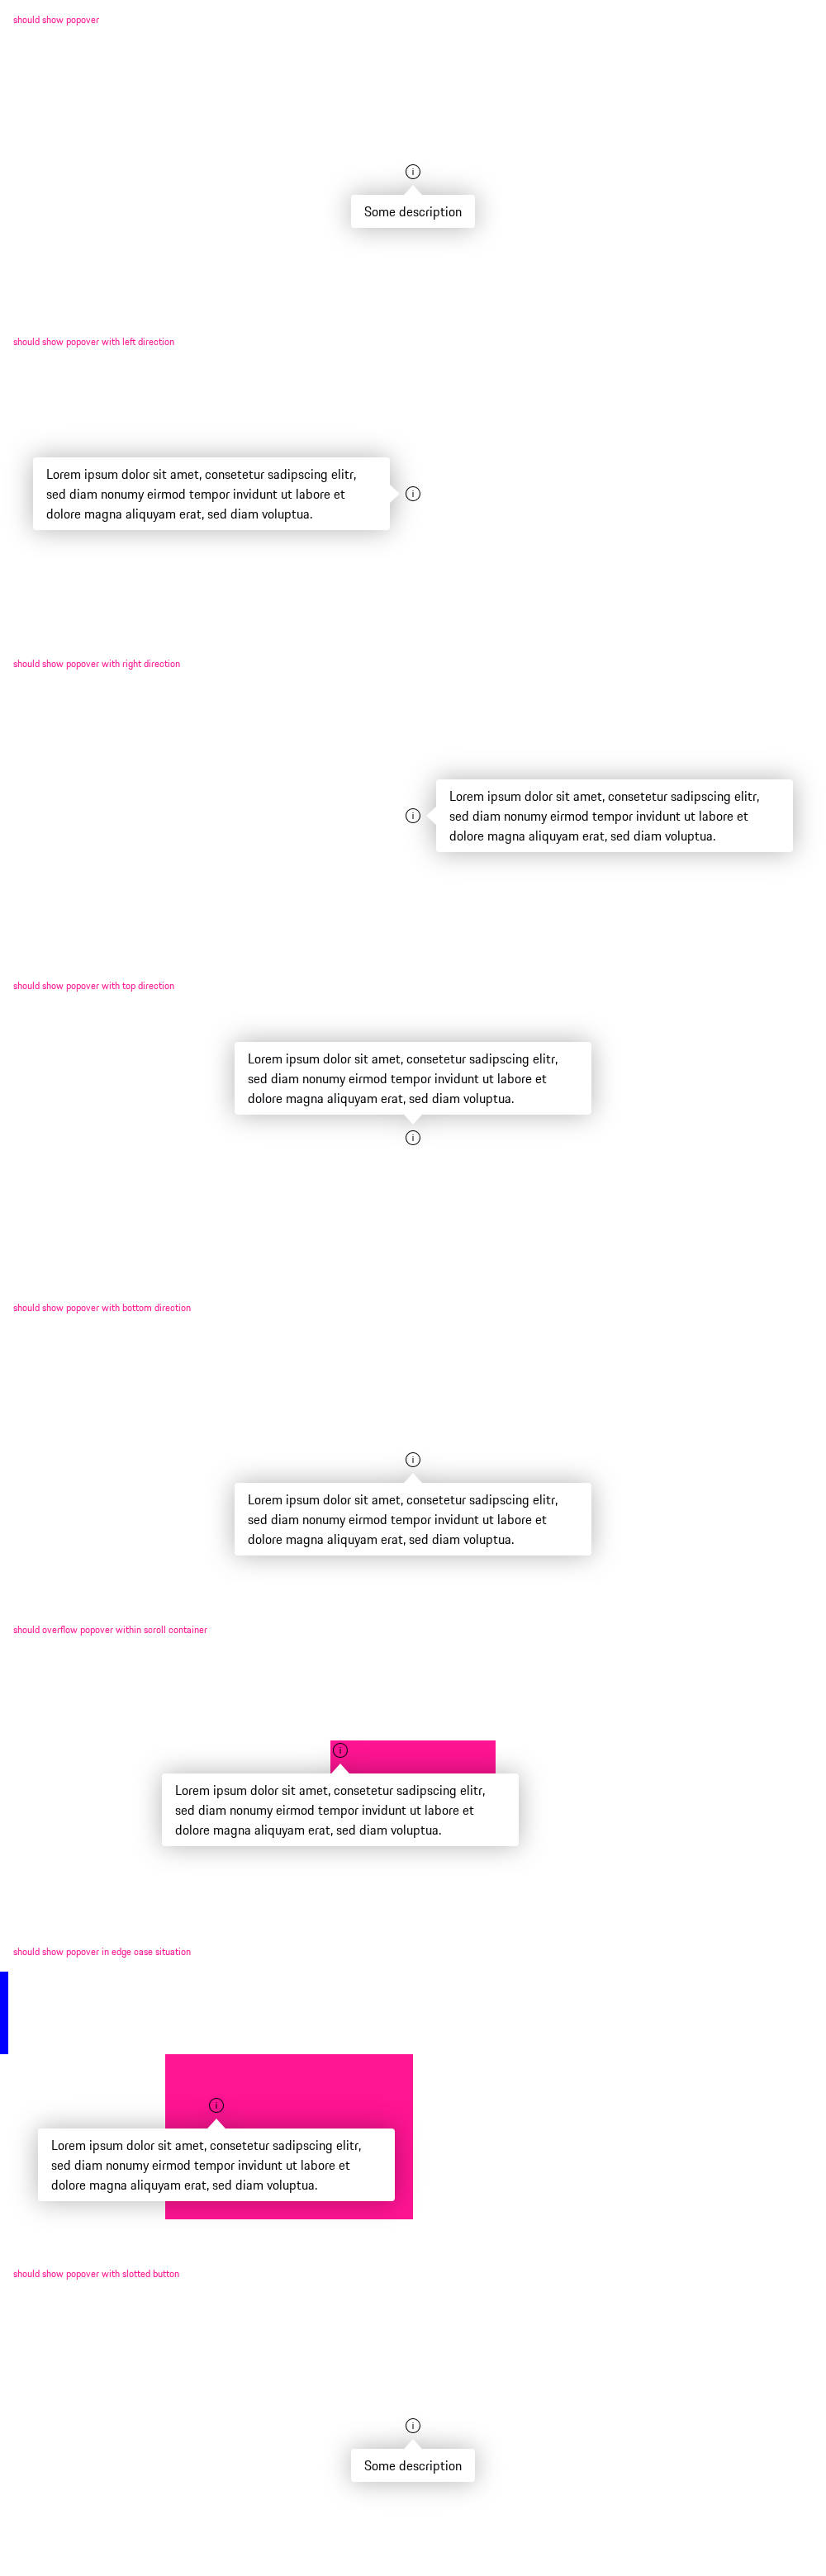 should show popover
i
Some description
should show popover with left direction
Lorem ipsum dolor sit amet, consetetur sadipscing elitr,
sed diam nonumy eirmod tempor invidunt ut labore et
dolore magna aliquyam erat, sed diam voluptua.
i
should show popover with right direction
i
Lorem ipsum dolor sit amet, consetetur sadipscing elitr,
sed diam nonumy eirmod tempor invidunt ut labore et
dolore magna aliquyam erat, sed diam voluptua.
should show popover with top direction
Lorem ipsum dolor sit amet, consetetur sadipscing elitr,
sed diam nonumy eirmod tempor invidunt ut labore et
dolore magna aliquyam erat, sed diam voluptua.
i
should show popover with bottom direction
i
Lorem ipsum dolor sit amet, consetetur sadipscing elitr,
sed diam nonumy eirmod tempor invidunt ut labore et
dolore magna aliquyam erat, sed diam voluptua.
should overflow popover within scroll container
i
Lorem ipsum dolor sit amet, consetetur sadipscing elitr,
sed diam nonumy eirmod tempor invidunt ut labore et
dolore magna aliquyam erat, sed diam voluptua.
should show popover in edge case situation
i
Lorem ipsum dolor sit amet, consetetur sadipscing elitr,
sed diam nonumy eirmod tempor invidunt ut labore et
dolore magna aliquyam erat, sed diam voluptua.
should show popover with slotted button
i
Some description